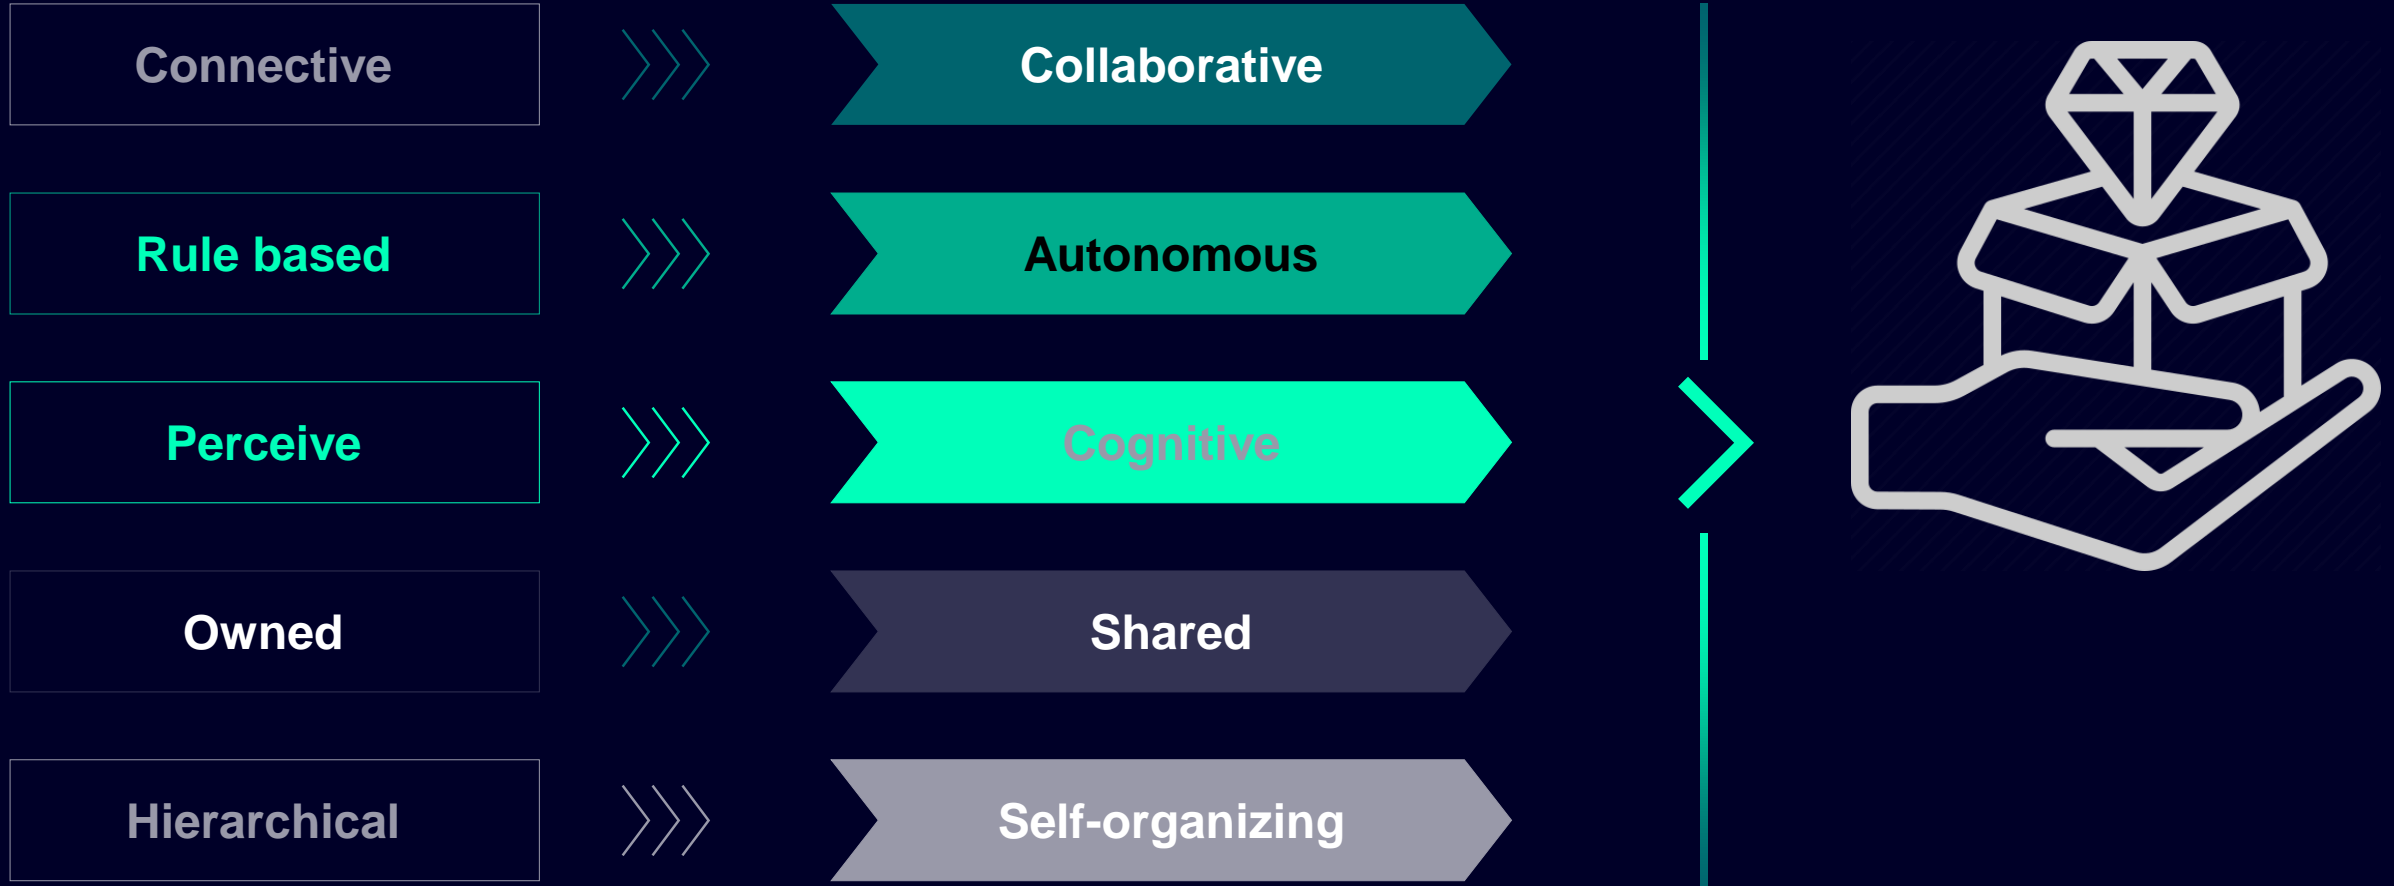 Connective
Collaborative
Rule based
Autonomous
Perceive
Cognitive
Owned
Shared
Hierarchical
Self-organizing